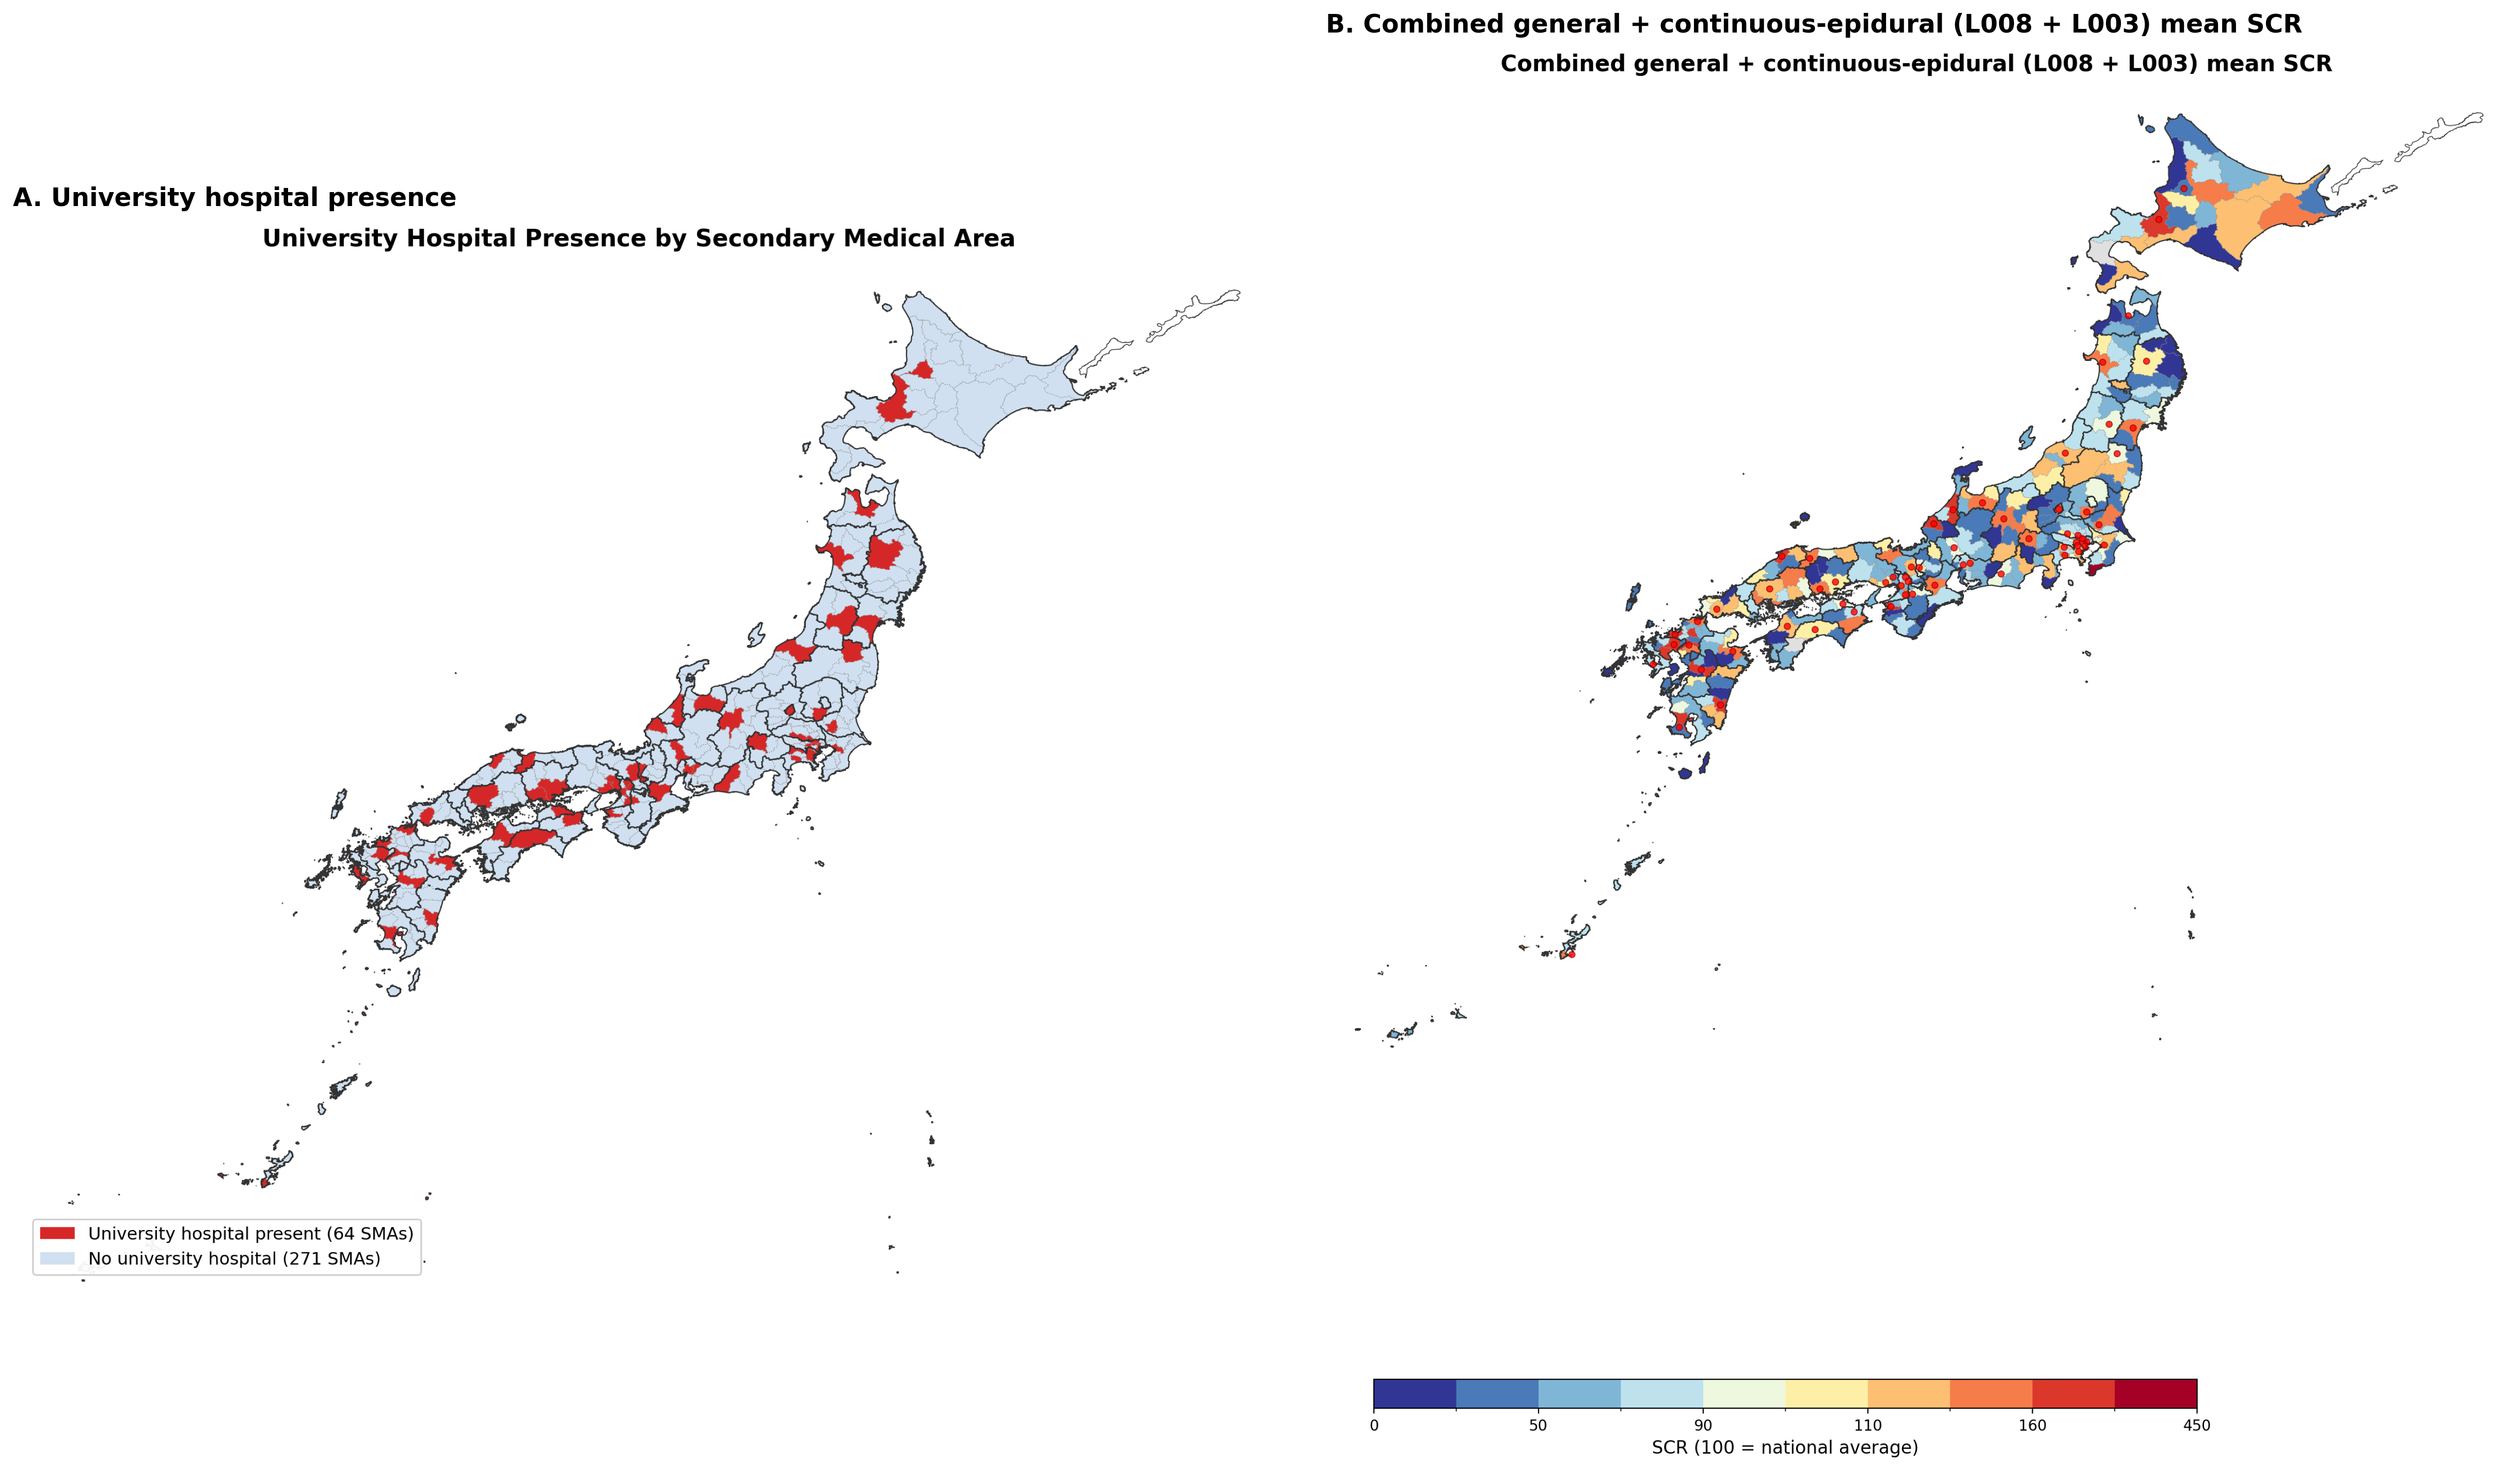 A. University hospital presence
University Hospital Presence by Secondary Medical Area
University hospital present (64 SMAs)
No university hospital (271 SMAs)
B. Combined general + continuous-epidural (L008 + L003) mean SCR
Combined general + continuous-epidural (L008 + L003) mean SCR
0 50 90 110 160 450
SCR (100 = national average)